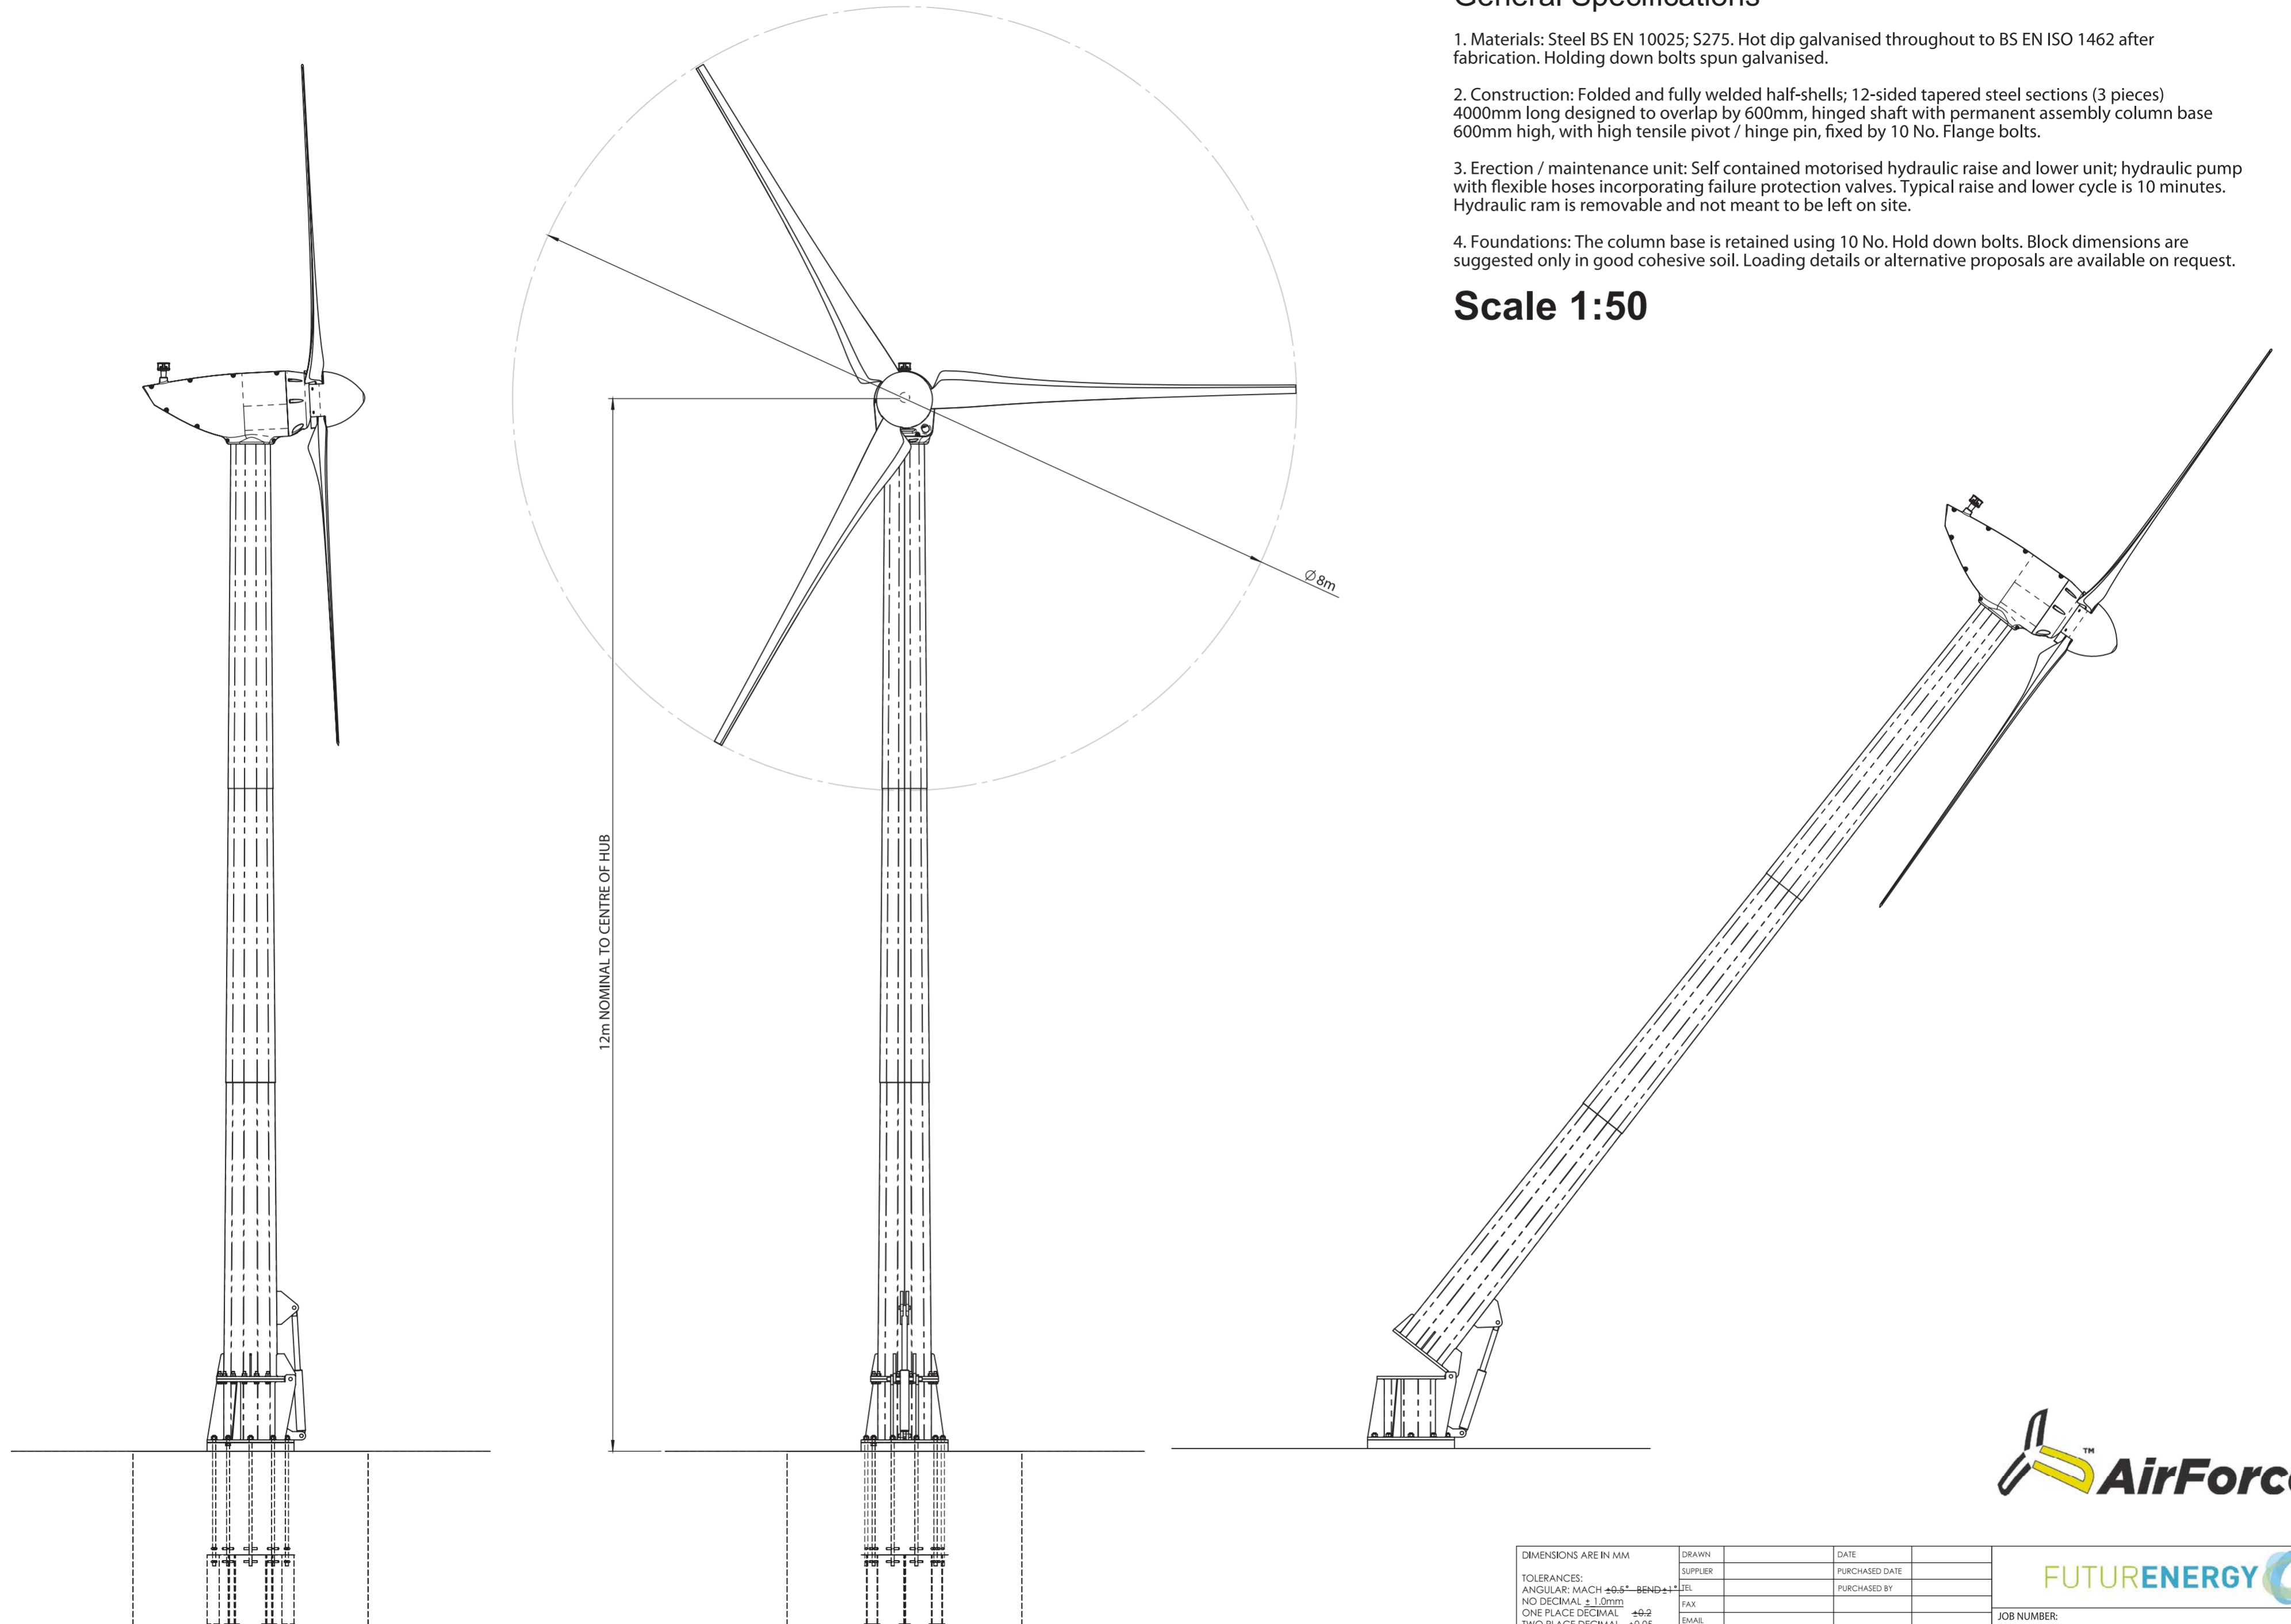 General Specifications
1. Materials: Steel BS EN 10025; S275. Hot dip galvanised throughout to BS EN ISO 1462 after
fabrication. Holding down bolts spun galvanised.
2. Construction: Folded and fully welded half-shells; 12-sided tapered steel sections (3 pieces)
4000mm long designed to overlap by 600mm, hinged shaft with permanent assembly column base
600mm high, with high tensile pivot / hinge pin, fixed by 10 No. Flange bolts.
3. Erection / maintenance unit: Self contained motorised hydraulic raise and lower unit; hydraulic pump
with flexible hoses incorporating failure protection valves. Typical raise and lower cycle is 10 minutes.
Hydraulic ram is removable and not meant to be left on site.
4. Foundations: The column base is retained using 10 No. Hold down bolts. Block dimensions are
suggested only in good cohesive soil. Loading details or alternative proposals are available on request.
Scale 1:50
Ø8m
12m NOMINAL TO CENTRE OF HUB
™
AirForc
DIMENSIONS ARE IN MM
TOLERANCES:
ANGULAR: MACH ±0.5° BEND±1°
NO DECIMAL ± 1.0mm
ONE PLACE DECIMAL ±0.2
TWO PLACE DECIMAL ±0.05
DRAWN
SUPPLIER
TEL
FAX
EMAIL
DATE
PURCHASED DATE
PURCHASED BY
FUTURENERGY
JOB NUMBER: